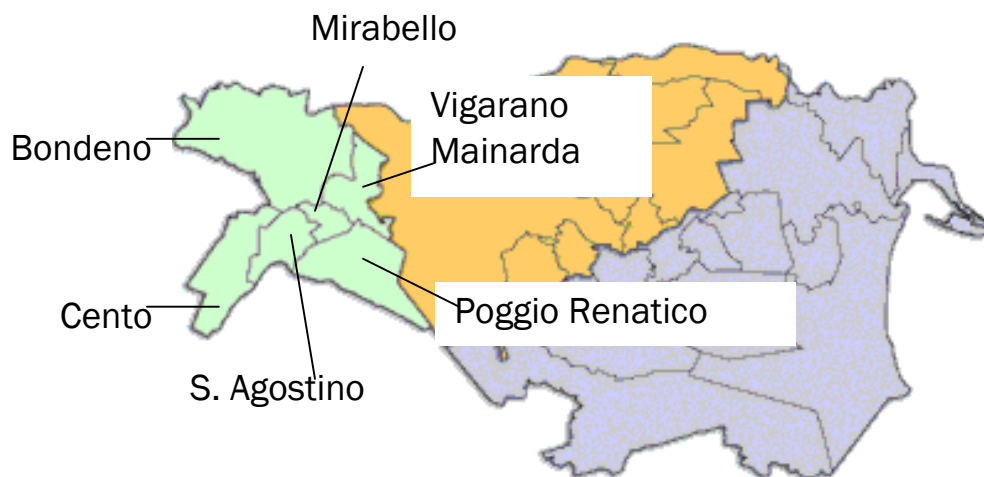 Mirabello
Vigarano
Mainarda
Bondeno
Poggio Renatico
Cento
S. Agostino